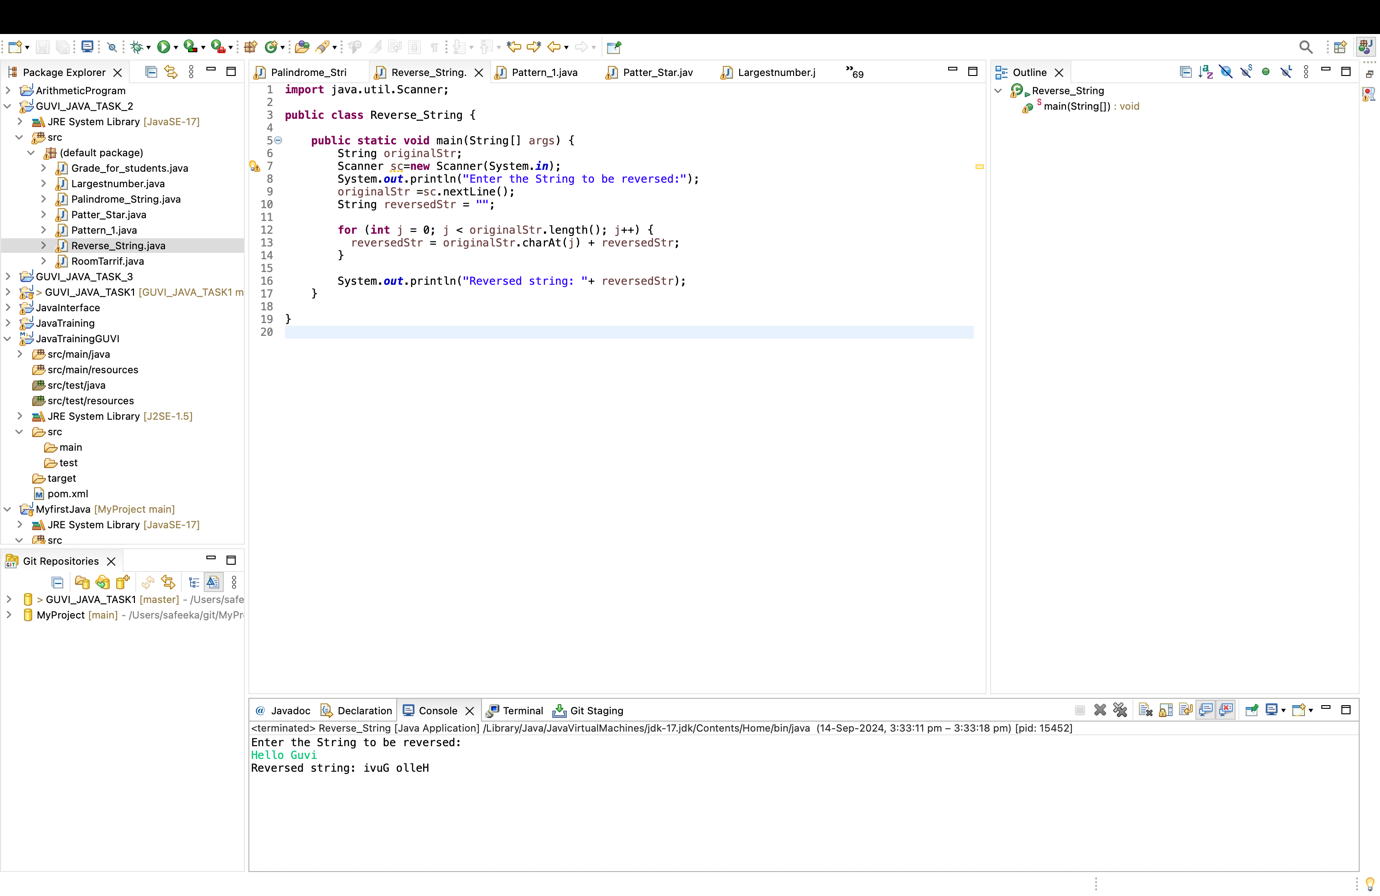 Package Explorer
ArithmeticProgram
GUVI_JAVA_TASK_2
JRE System Library [JavaSE-17]
src
(default package)
Grade_for_students.java
Largestnumber.java
Palindrome_String.java
Patter_Star.java
Pattern_1.java
Reverse_String.java
RoomTarrif.java
GUVI_JAVA_TASK_3
> GUVI_JAVA_TASK1 [GUVI_JAVA_TASK1 m
JavaInterface
JavaTraining
JavaTrainingGUVI
src/main/java
src/main/resources
src/test/java
src/test/resources
JRE System Library [J2SE-1.5]
src
main
test
target
pom.xml
MyfirstJava [MyProject main]
JRE System Library [JavaSE-17]
src
Git Repositories
> GUVI_JAVA_TASK1 [master] - /Users/safe
MyProject [main] - /Users/safeeka/git/MyPr
Palindrome_Stri Reverse_String. Pattern_1.java Patter_Star.jav Largestnumber.j »69
1 import java.util.Scanner;
2
3 public class Reverse_String {
4
5 public static void main(String[] args) {
6 String originalStr;
7 Scanner sc=new Scanner(System.in);
8 System.out.println("Enter the String to be reversed:");
9 originalStr =sc.nextLine();
10 String reversedStr = "";
11
12 for (int j = 0; j < originalStr.length(); j++) {
13 reversedStr = originalStr.charAt(j) + reversedStr;
14 }
15
16 System.out.println("Reversed string: "+ reversedStr);
17 }
18
19 }
20
Outline
Reverse_String
main(String[]) : void
Javadoc Declaration Console Terminal Git Staging
<terminated> Reverse_String [Java Application] /Library/Java/JavaVirtualMachines/jdk-17.jdk/Contents/Home/bin/java (14-Sep-2024, 3:33:11 pm – 3:33:18 pm) [pid: 15452]
Enter the String to be reversed:
Hello Guvi
Reversed string: ivuG olleH